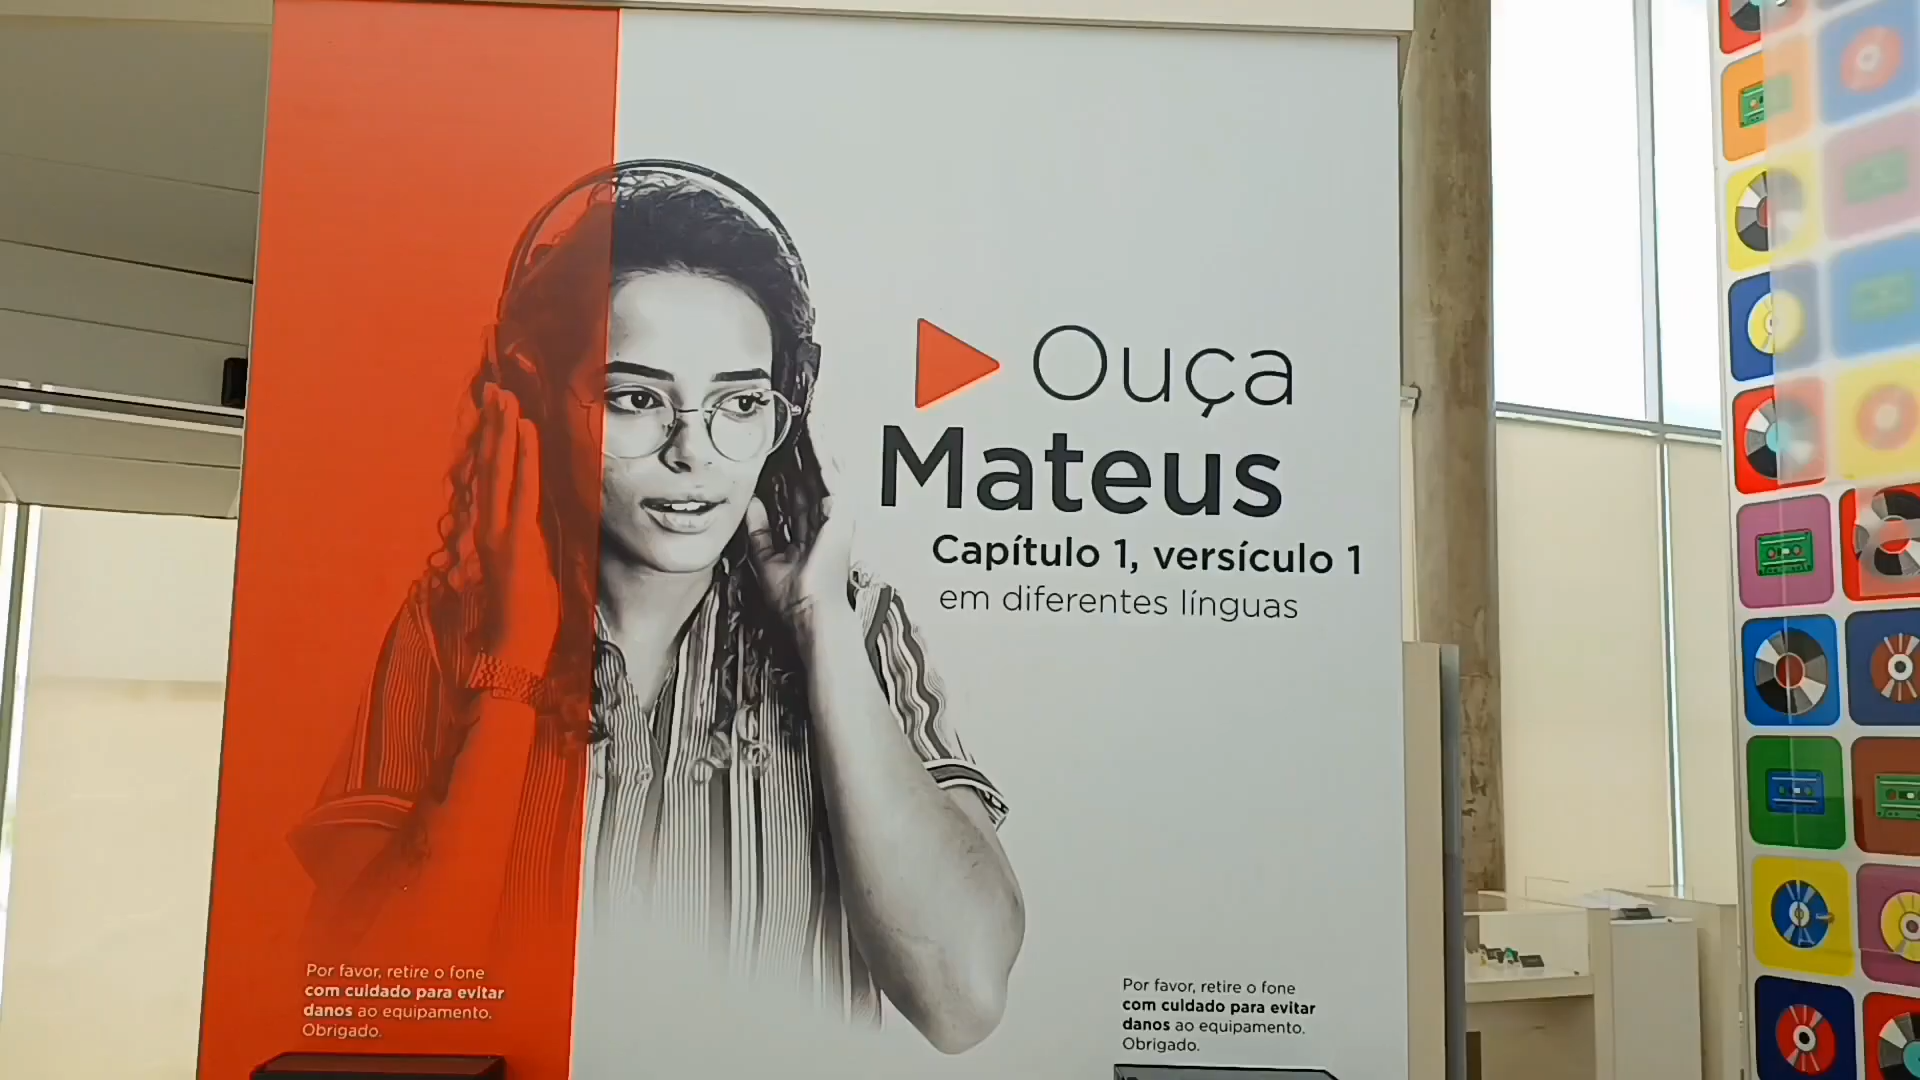 Ouça
Mateus
Capítulo 1, versículo 1
em diferentes línguas
Por favor, retire o fone
com cuidado para evitar
danos ao equipamento.
Obrigado.
Por favor, retire o fone
com cuidado para evitar
danos ao equipamento.
Obrigado.